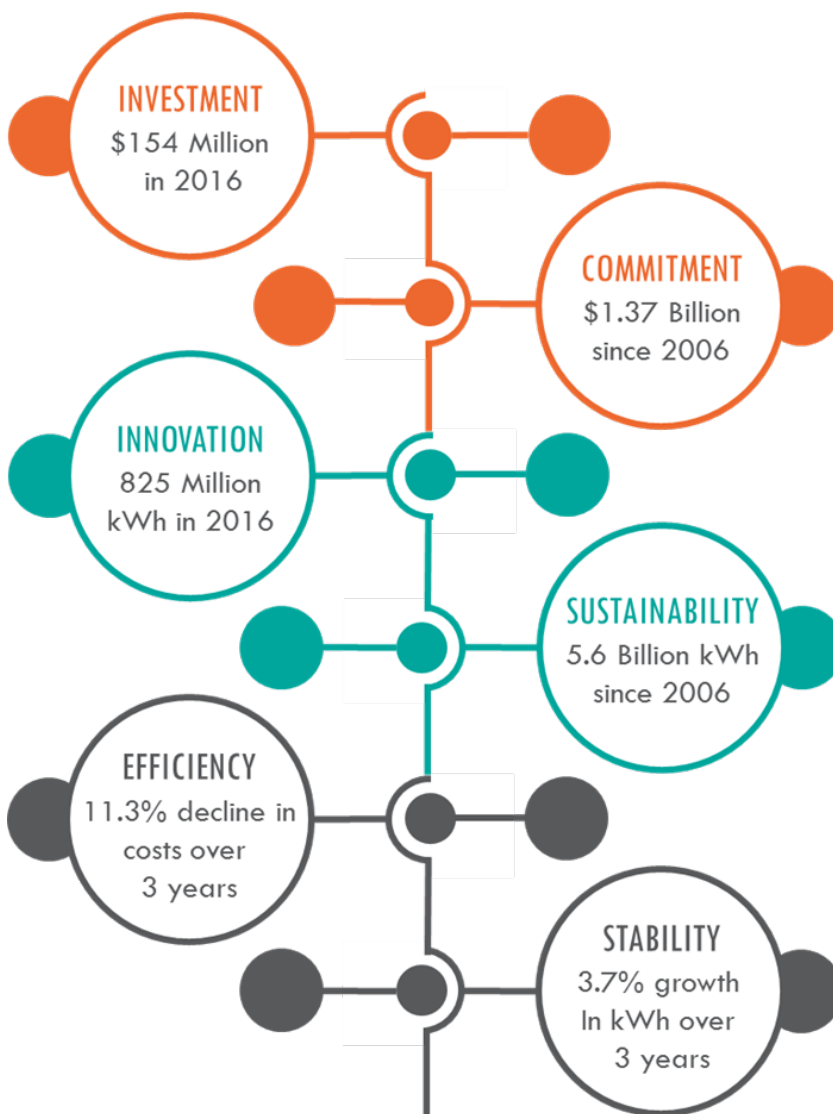 INVESTMENT
$154 Million
in 2016
COMMITMENT
$1.37 Billion
since 2006
INNOVATION
825 Million
kWh in 2016
SUSTAINABILITY
5.6 Billion kWh
since 2006
EFFICIENCY
11.3% decline in
costs over
3 years
STABILITY
3.7% growth
In kWh over
3 years